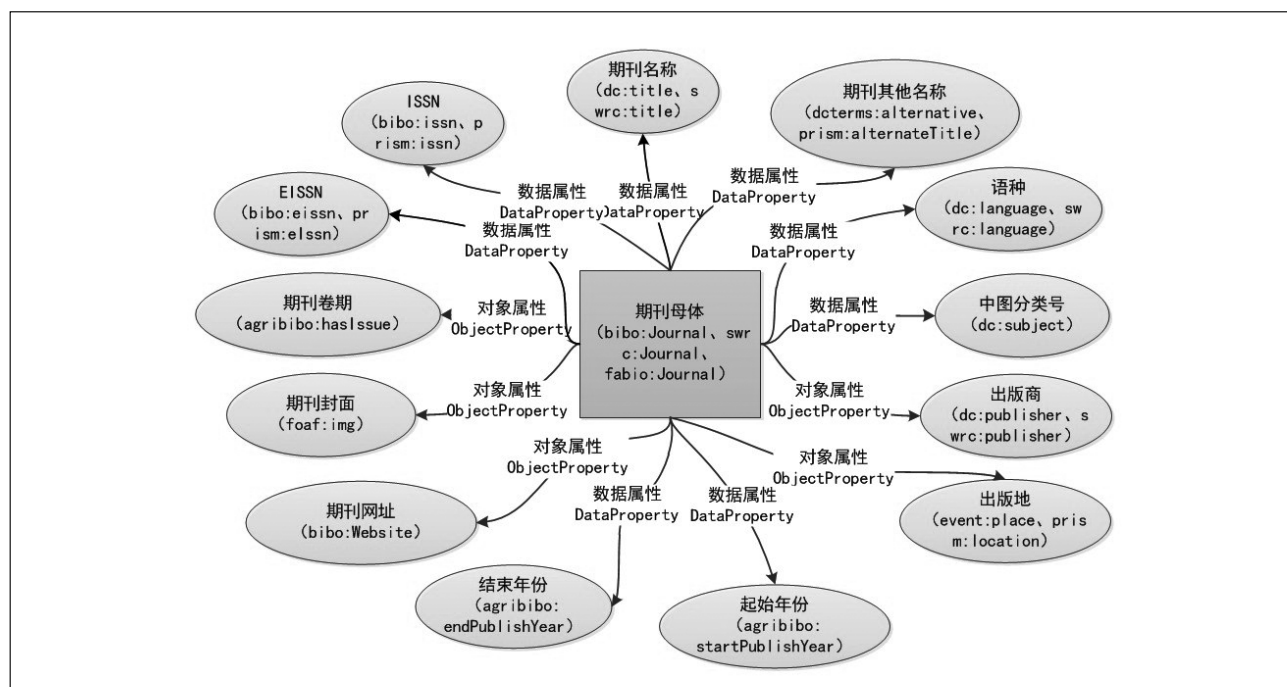 期刊名称
（dc:title、s
wrc:title）
期刊其他名称
（dcterms:alternative、
prism:alternateTitle）
ISSN
（bibo:issn、p
rism:issn）
数据属性
DataProperty
数据属性
DataProperty
数据属性
DataProperty
语种
（dc:language、sw
rc:language）
EISSN
（bibo:eissn、pr
ism:eIssn）
数据属性
DataProperty
数据属性
DataProperty
期刊卷期
（agribibo:hasIssue）
对象属性
ObjectProperty
期刊母体
（bibo:Journal、swr
c:Journal、
fabio:Journal）
数据属性
DataProperty
中图分类号
（dc:subject）
期刊封面
（foaf:img）
对象属性
ObjectProperty
对象属性
ObjectProperty
出版商
（dc:publisher、s
wrc:publisher）
期刊网址
（bibo:Website）
对象属性
ObjectProperty
数据属性
DataProperty
数据属性
DataProperty
对象属性
ObjectProperty
出版地
（event:place、pris
m:location）
结束年份
（agribibo:
endPublishYear）
起始年份
（agribibo:
startPublishYear）